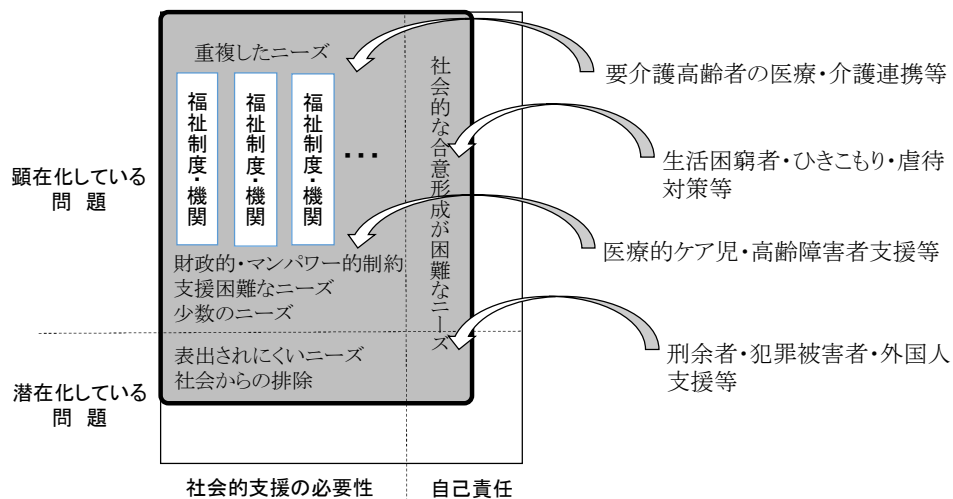 重複したニーズ
福祉制度・機関
福祉制度・機関
福祉制度・機関
・・・
社会的な合意形成が困難なニーズ
財政的・マンパワー的制約
支援困難なニーズ
少数のニーズ
表出されにくいニーズ
社会からの排除
顕在化している
問 題
潜在化している
問 題
社会的支援の必要性
自己責任
要介護高齢者の医療・介護連携等
生活困窮者・ひきこもり・虐待
対策等
医療的ケア児・高齢障害者支援等
刑余者・犯罪被害者・外国人
支援等